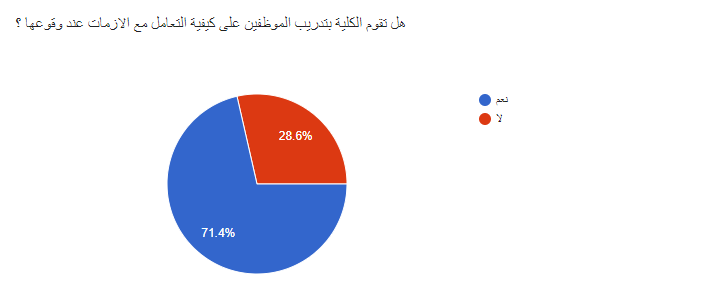 هل تقوم الكلية بتدريب الموظفين على كيفية التعامل مع الازمات عند وقوعها ؟
نعم
لا
28.6%
71.4%